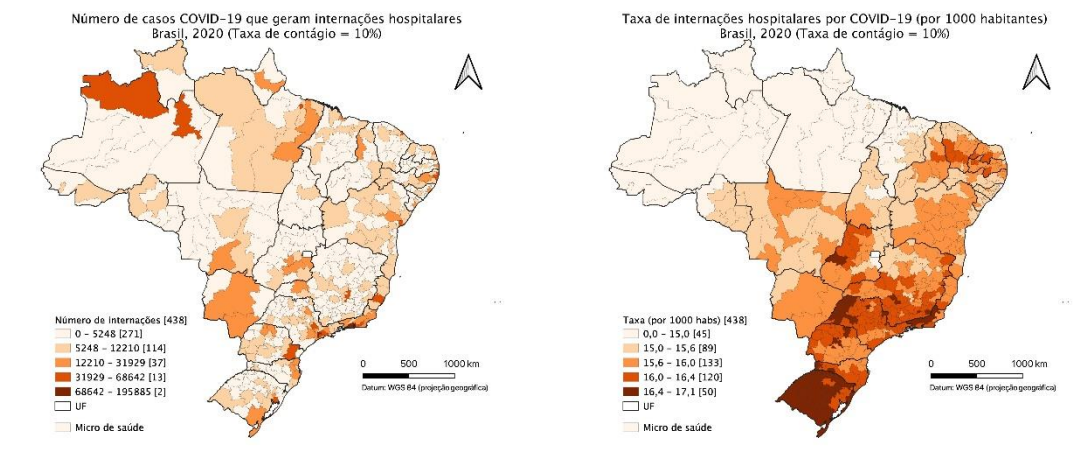 Número de casos COVID-19 que geram internações hospitalares
Brasil, 2020 (Taxa de contágio = 10%)
Número de internações [438]
0 - 5248 [271]
5248 - 12210 [114]
12210 - 31929 [37]
31929 - 68642 [13]
68642 - 195885 [2]
UF
Micro de saúde
0 500 1000 km
Datum: WGS 84 (projeção geográfica)
Taxa de internações hospitalares por COVID-19 (por 1000 habitantes)
Brasil, 2020 (Taxa de contágio = 10%)
Taxa (por 1000 habs) [438]
0,0 - 15,0 [45]
15,0 - 15,6 [89]
15,6 - 16,0 [133]
16,0 - 16,4 [120]
16,4 - 17,1 [50]
UF
Micro de saúde
0 500 1000 km
Datum: WGS 84 (projeção geográfica)